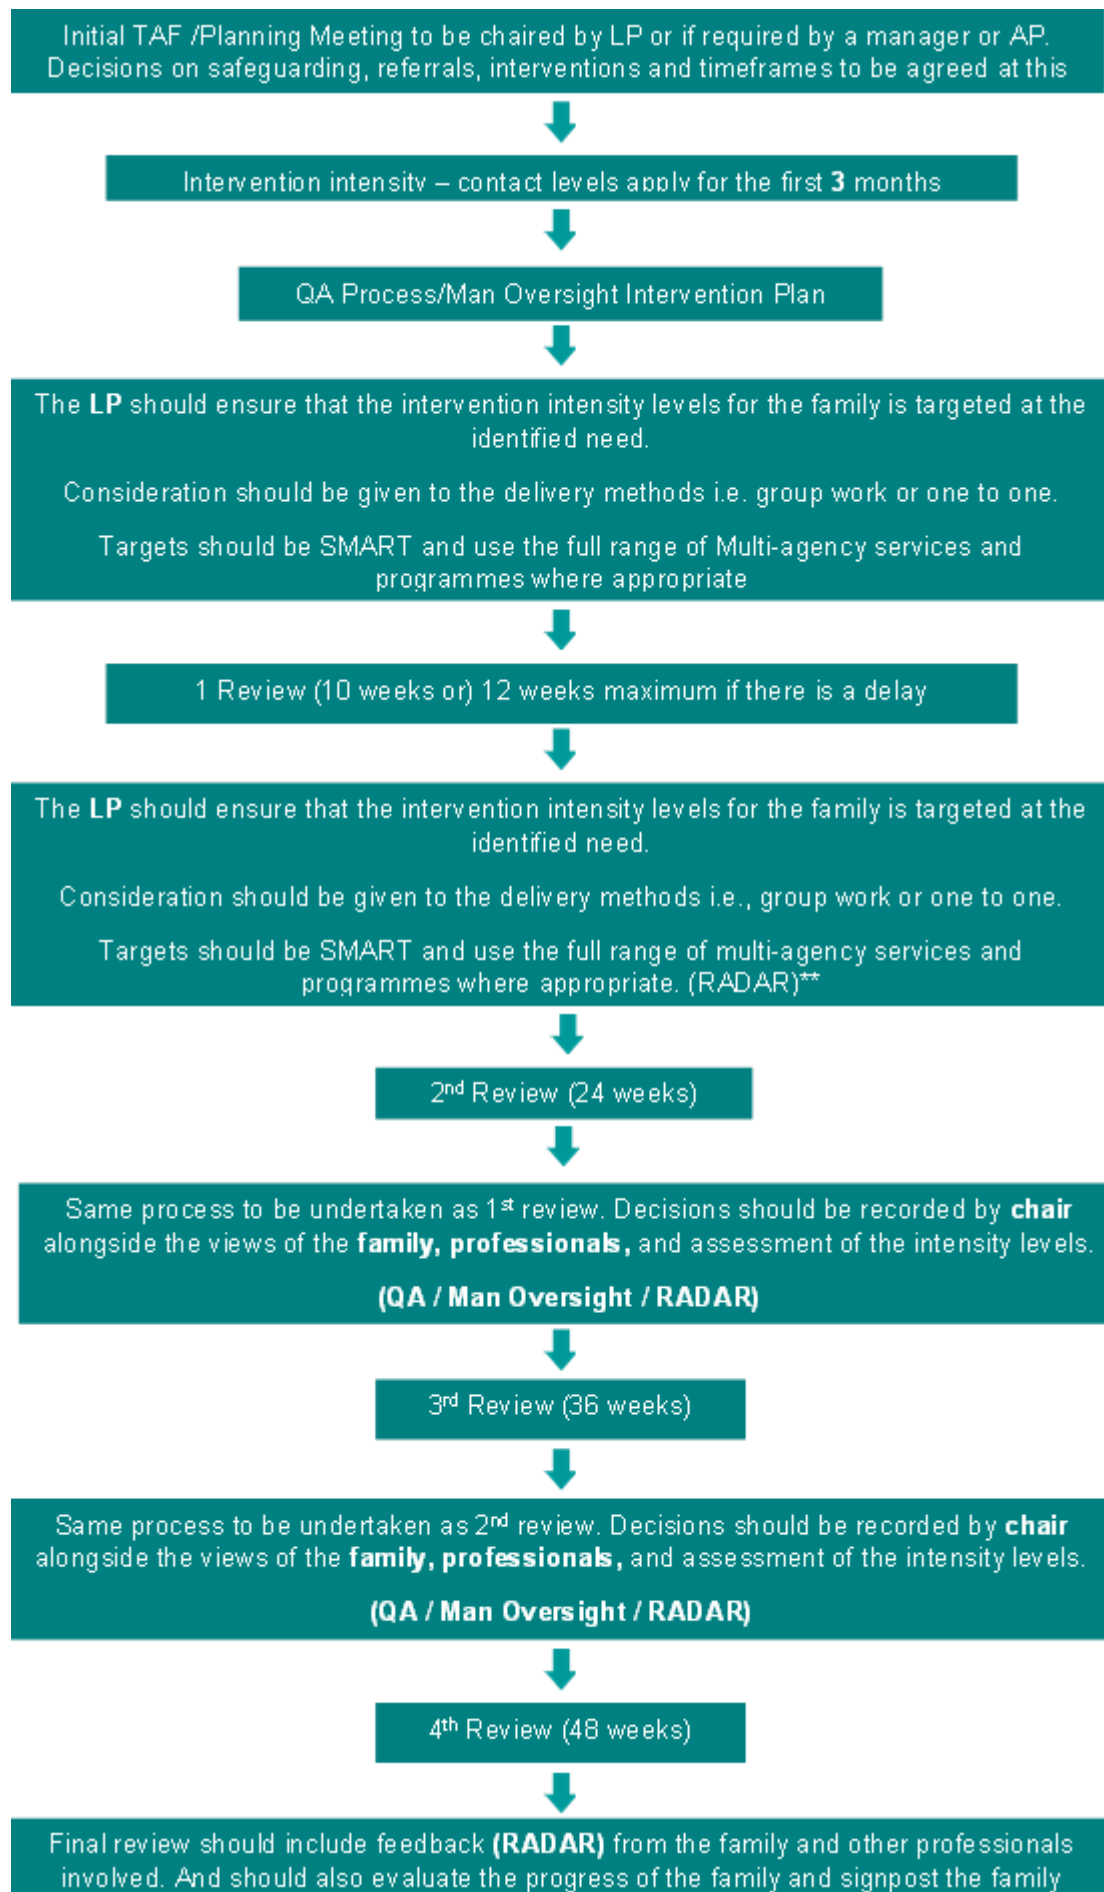 Initial TAF /Planning Meeting to be chaired by LP or if required by a manager or AP.
Decisions on safeguarding, referrals, interventions and timeframes to be agreed at this
Intervention intensity – contact levels apply for the first 3 months
QA Process/Man Oversight Intervention Plan
The LP should ensure that the intervention intensity levels for the family is targeted at the
identified need.
Consideration should be given to the delivery methods i.e. group work or one to one.
Targets should be SMART and use the full range of Multi-agency services and
programmes where appropriate
1 Review (10 weeks or) 12 weeks maximum if there is a delay
The LP should ensure that the intervention intensity levels for the family is targeted at the
identified need.
Consideration should be given to the delivery methods i.e., group work or one to one.
Targets should be SMART and use the full range of multi-agency services and
programmes where appropriate. (RADAR)**
2nd Review (24 weeks)
Same process to be undertaken as 1st review. Decisions should be recorded by chair
alongside the views of the family, professionals, and assessment of the intensity levels.
(QA / Man Oversight / RADAR)
3rd Review (36 weeks)
Same process to be undertaken as 2nd review. Decisions should be recorded by chair
alongside the views of the family, professionals, and assessment of the intensity levels.
(QA / Man Oversight / RADAR)
4th Review (48 weeks)
Final review should include feedback (RADAR) from the family and other professionals
involved. And should also evaluate the progress of the family and signpost the family